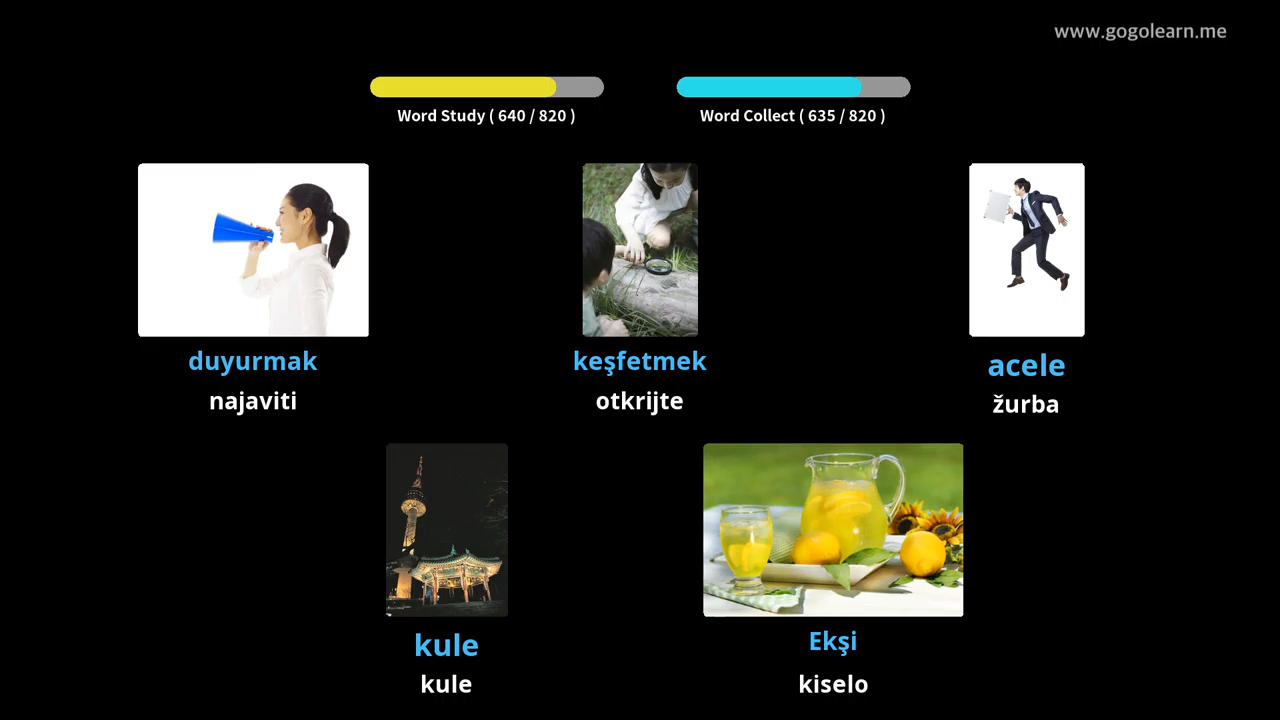 www.gogolearn.me
Word Study ( 640 / 820 )
Word Collect ( 635 / 820 )
duyurmak
najaviti
keşfetmek
otkrijte
acele
žurba
kule
kule
Ekşi
kiselo